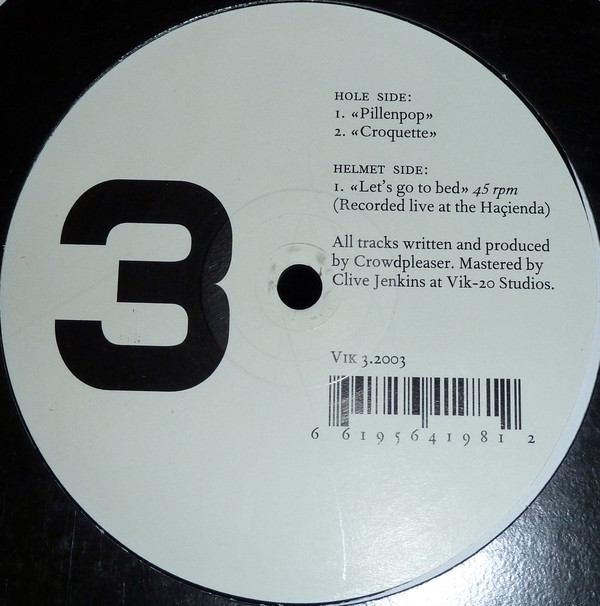 3
HOLE SIDE:
1. «Pillenpop»
2. «Croquette»
HELMET SIDE:
1. «Let's go to bed» 45 rpm
(Recorded live at the Haçienda)
All tracks written and produced
by Crowdpleaser. Mastered by
Clive Jenkins at Vik-20 Studios.
VIK 3.2003
6 61956 41981 2